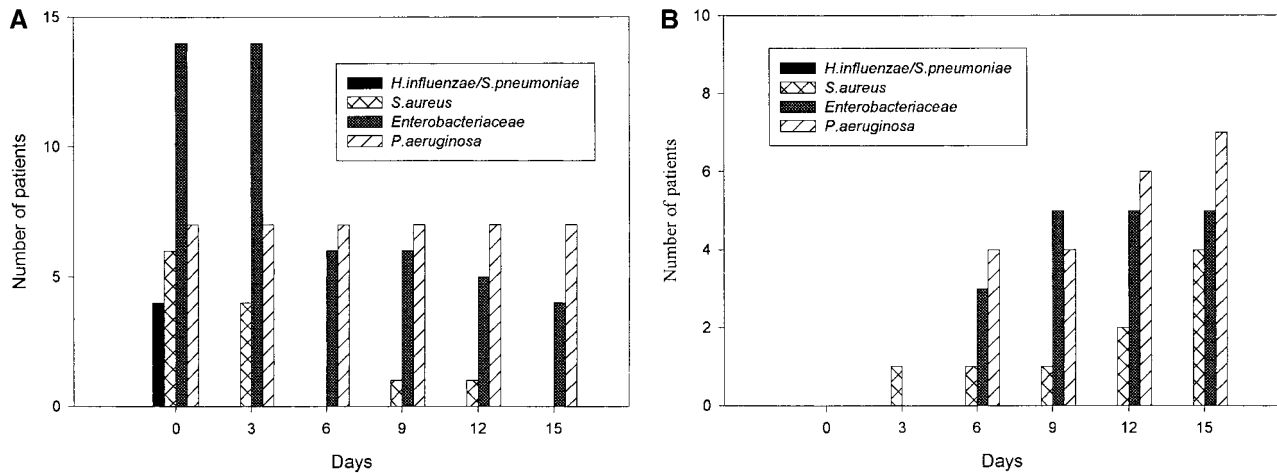 A
15
10
5
0
Number of patients
H.influenzae/S.pneumoniae
S.aureus
Enterobacteriaceae
P.aeruginosa
0 3 6 9 12 15
Days
B
10
8
6
4
2
0
Number of patients
H.influenzae/S.pneumoniae
S.aureus
Enterobacteriaceae
P.aeruginosa
0 3 6 9 12 15
Days